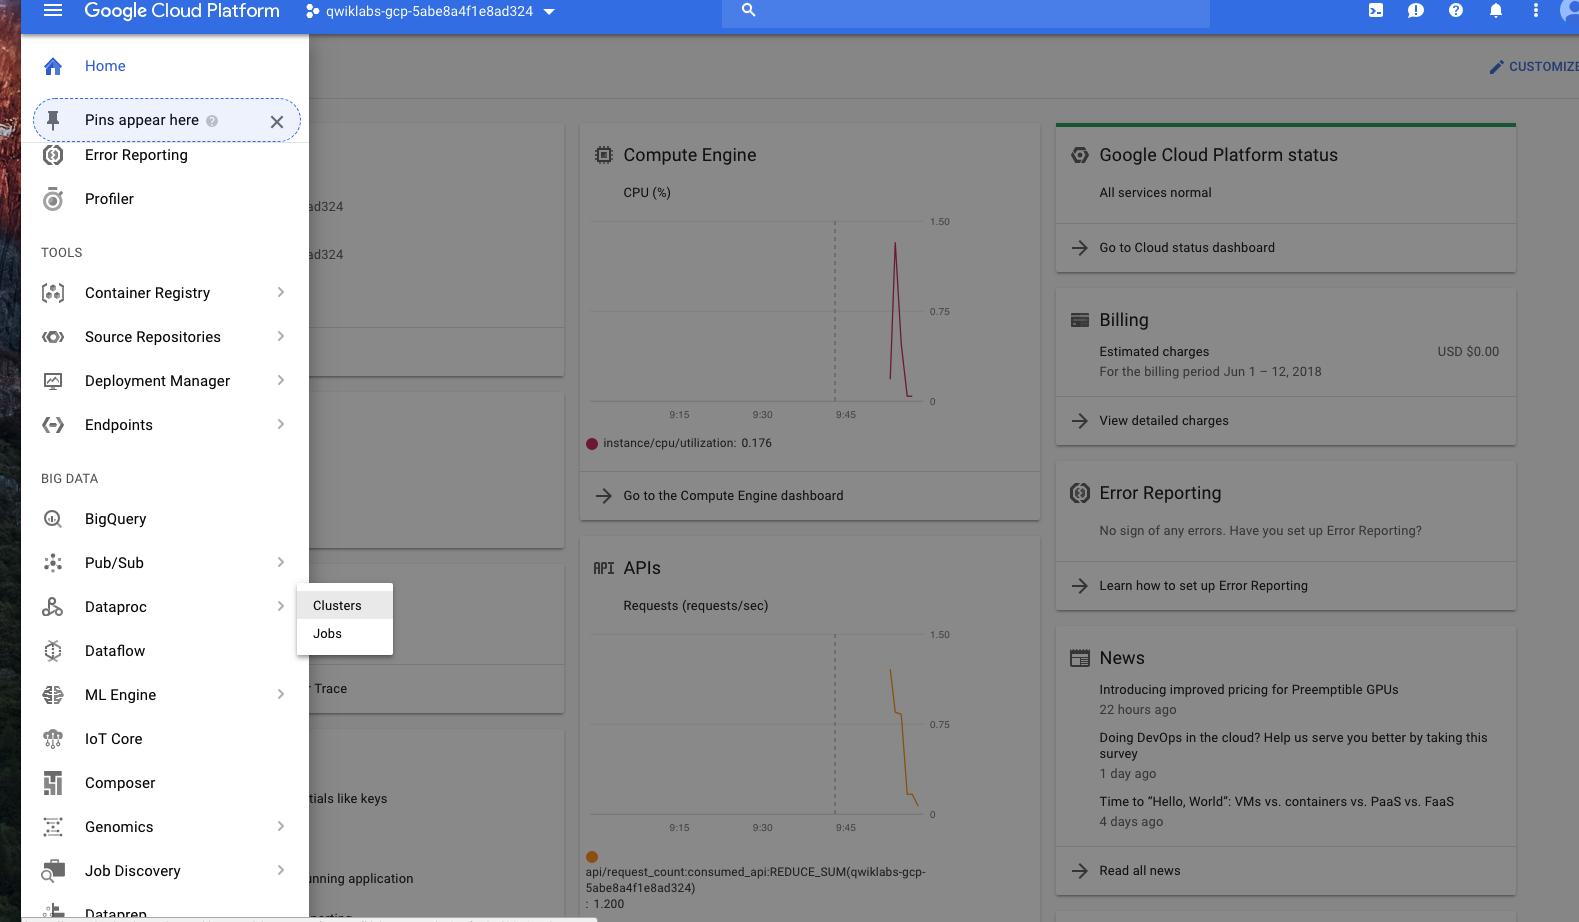 Google Cloud Platform
qwiklabs-gcp-5abe8a4f1e8ad324
Home
Pins appear here
Error Reporting
Profiler
TOOLS
Container Registry
Source Repositories
Deployment Manager
Endpoints
BIG DATA
BigQuery
Pub/Sub
Dataproc
Clusters
Jobs
Dataflow
ML Engine
IoT Core
Composer
Genomics
Job Discovery
Dataprep
CUSTOMIZE
ad324
ad324
Trace
tials like keys
unning application
Compute Engine
CPU (%)
1.50
0.75
0
9:15 9:30 9:45
instance/cpu/utilization: 0.176
Go to the Compute Engine dashboard
API APIs
Requests (requests/sec)
1.50
0.75
0
9:15 9:30 9:45
api/request_count:consumed_api:REDUCE_SUM(qwiklabs-gcp-
5abe8a4f1e8ad324)
: 1.200
Google Cloud Platform status
All services normal
Go to Cloud status dashboard
Billing
Estimated charges USD $0.00
For the billing period Jun 1 – 12, 2018
View detailed charges
Error Reporting
No sign of any errors. Have you set up Error Reporting?
Learn how to set up Error Reporting
News
Introducing improved pricing for Preemptible GPUs
22 hours ago
Doing DevOps in the cloud? Help us serve you better by taking this
survey
1 day ago
Time to “Hello, World”: VMs vs. containers vs. PaaS vs. FaaS
4 days ago
Read all news